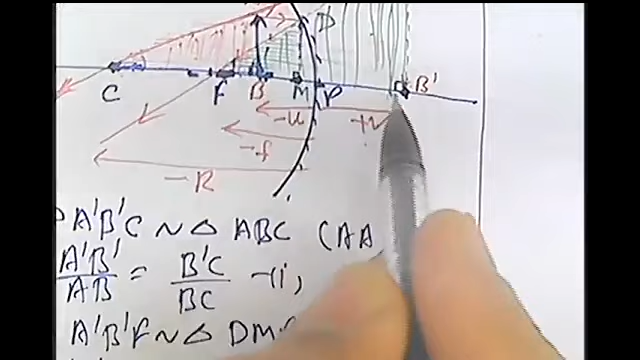 D
C F B M P B'
-u +u
-f
-R
A'B'C ~ △ ABC (AA
A'B' / AB = B'C / BC -(1),
A'B'F ~ △ DM